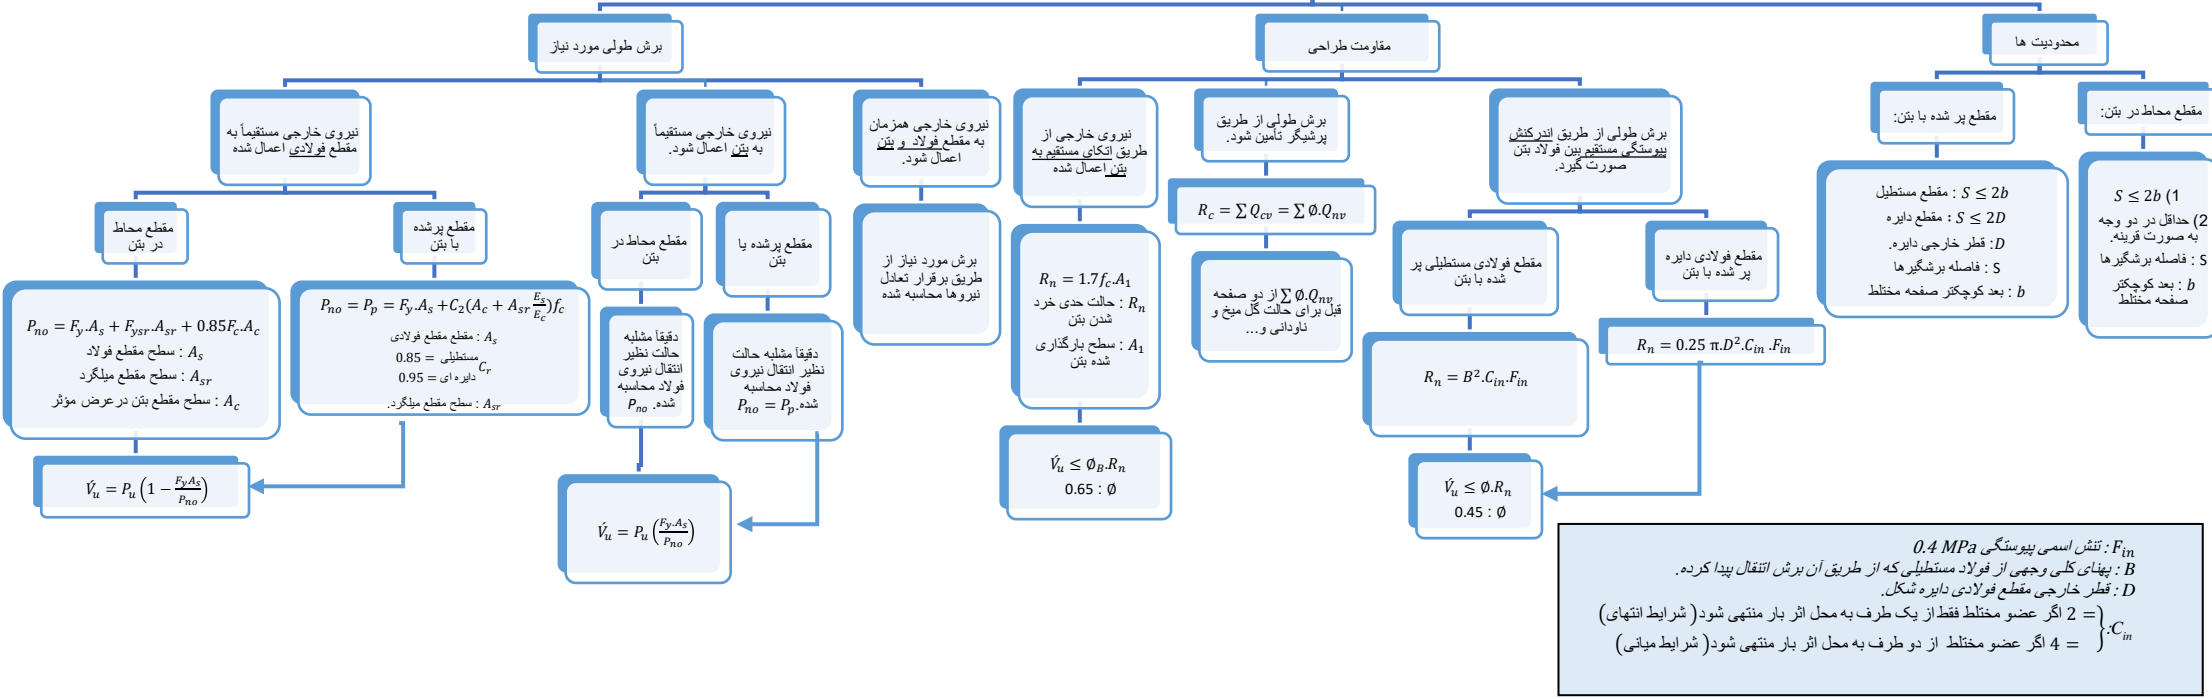 برش طولی مورد نیاز
مقاومت طراحی
محدودیت ها
نیروی خارجی مستقیماً به
مقطع فولادی اعمال شده
نیروی خارجی مستقیماً
به بتن اعمال شود.
نیروی خارجی همزمان
به مقطع فولاد و بتن
اعمال شود.
نیروی خارجی از
طریق اتکای مستقیم به
بتن اعمال شده
برش طولی از طریق
پرشیگر تأمین شود.
برش طولی از طریق اندرکنش
پیوستگی مستقیم بین فولاد بتن
صورت گیرد.
مقطع پر شده با بتن:
مقطع محاط در بتن:
مقطع محاط
در بتن
مقطع پرشده
با بتن
مقطع محاط در
بتن
مقطع پرشده یا
بتن
برش مورد نیاز از
طریق برقرار تعادل
نیروها محاسبه شده
R_n = 1.7f_c.A_1
R_n : حالت حدی خرد
شدن بتن
A_1 : سطح بارگذاری
شده بتن
R_c = ∑ Q_cv = ∑ Ø.Q_nv
∑ Ø.Q_nv از دو صفحه
قبل برای حالت گل میخ و
ناودانی و...
مقطع فولادی مستطیلی پر
شده با بتن
مقطع فولادی دایره
پر شده با بتن
S ≤ 2b : مقطع مستطیل
S ≤ 2D : مقطع دایره
D: قطر خارجی دایره.
S : فاصله برشگیرها
b : بعد کوچکتر صفحه مختلط
1) S ≤ 2b
2) حداقل در دو وجه
به صورت قرینه.
S : فاصله برشگیرها
b : بعد کوچکتر
صفحه مختلط
P_no = F_y.A_s + F_ysr.A_sr + 0.85F_c.A_c
A_s : سطح مقطع فولاد
A_sr : سطح مقطع میلگرد
A_c : سطح مقطع بتن درعرض مؤثر
P_no = P_p = F_y.A_s + C_2(A_c + A_sr E_s/E_c)f_c
A_s : مقطع مقطع فولادی
مستطیلی = 0.85
C_r
دایره ای = 0.95
A_sr : سطح مقطع میلگرد.
دقیقاً مشلبه
حالت نظیر
انتقال نیروی
فولاد محاسبه
شده. P_no
دقیقاً مشلبه حالت
نظیر انتقال نیروی
فولاد محاسبه
شده. P_no = P_p
R_n = B².C_in.F_in
R_n = 0.25 π.D².C_in .F_in
V́_u = P_u (1 − F_yA_s/P_no)
V́_u = P_u (F_y.A_s/P_no)
V́_u ≤ Ø_B.R_n
0.65 : Ø
V́_u ≤ Ø.R_n
0.45 : Ø
F_in : تنش اسمی پیوستگی 0.4 MPa
B : پهنای کلی وجهی از فولاد مستطیلی که از طریق آن برش انتقال پیدا کرده.
D : قطر خارجی مقطع فولادی دایره شکل.
= 2 اگر عضو مختلط فقط از یک طرف به محل اثر بار منتهی شود( شرایط انتهای)
C_in:{
= 4 اگر عضو مختلط از دو طرف به محل اثر بار منتهی شود( شرایط میانی)